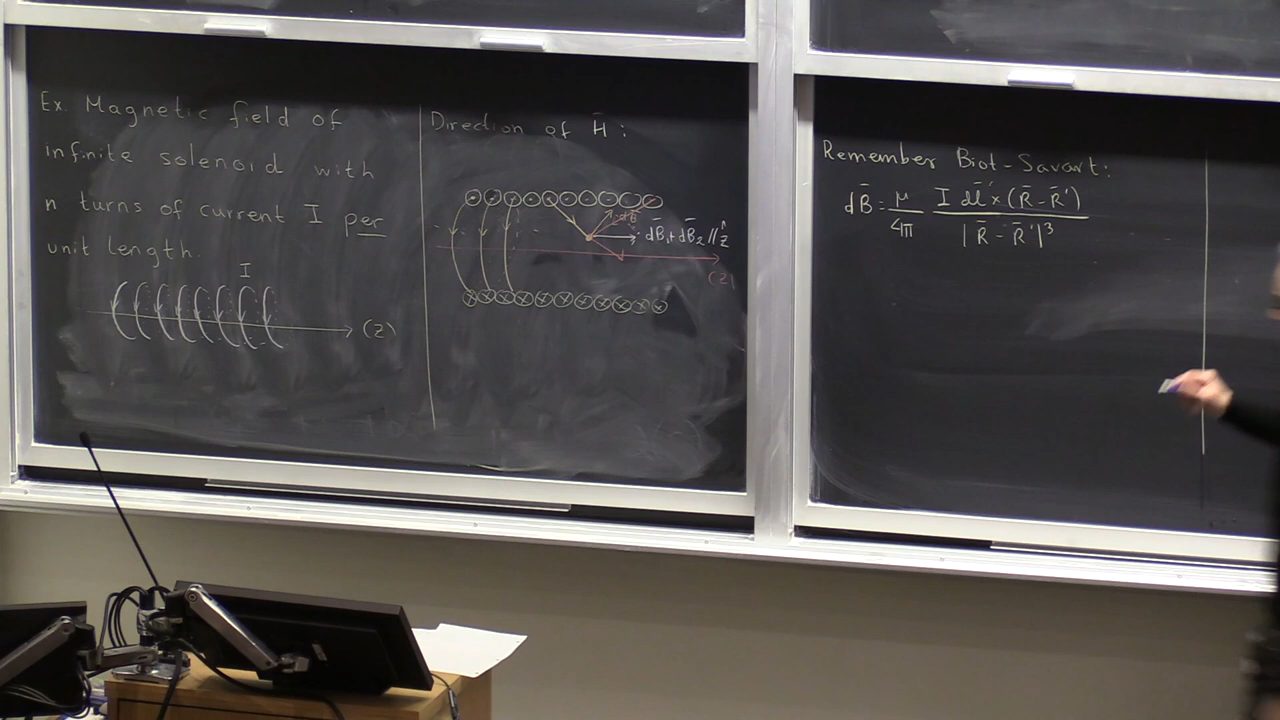 Ex. Magnetic field of
infinite solenoid with
n turns of current I per
unit length.
I
(z)
Direction of H̄ :
dB̄
dB̄₁+dB̄₂ // ẑ
(z)
Remember Biot-Savart:
dB̄ = μ/4π I dl̄' × (R̄ - R̄') / |R̄ - R̄'|³